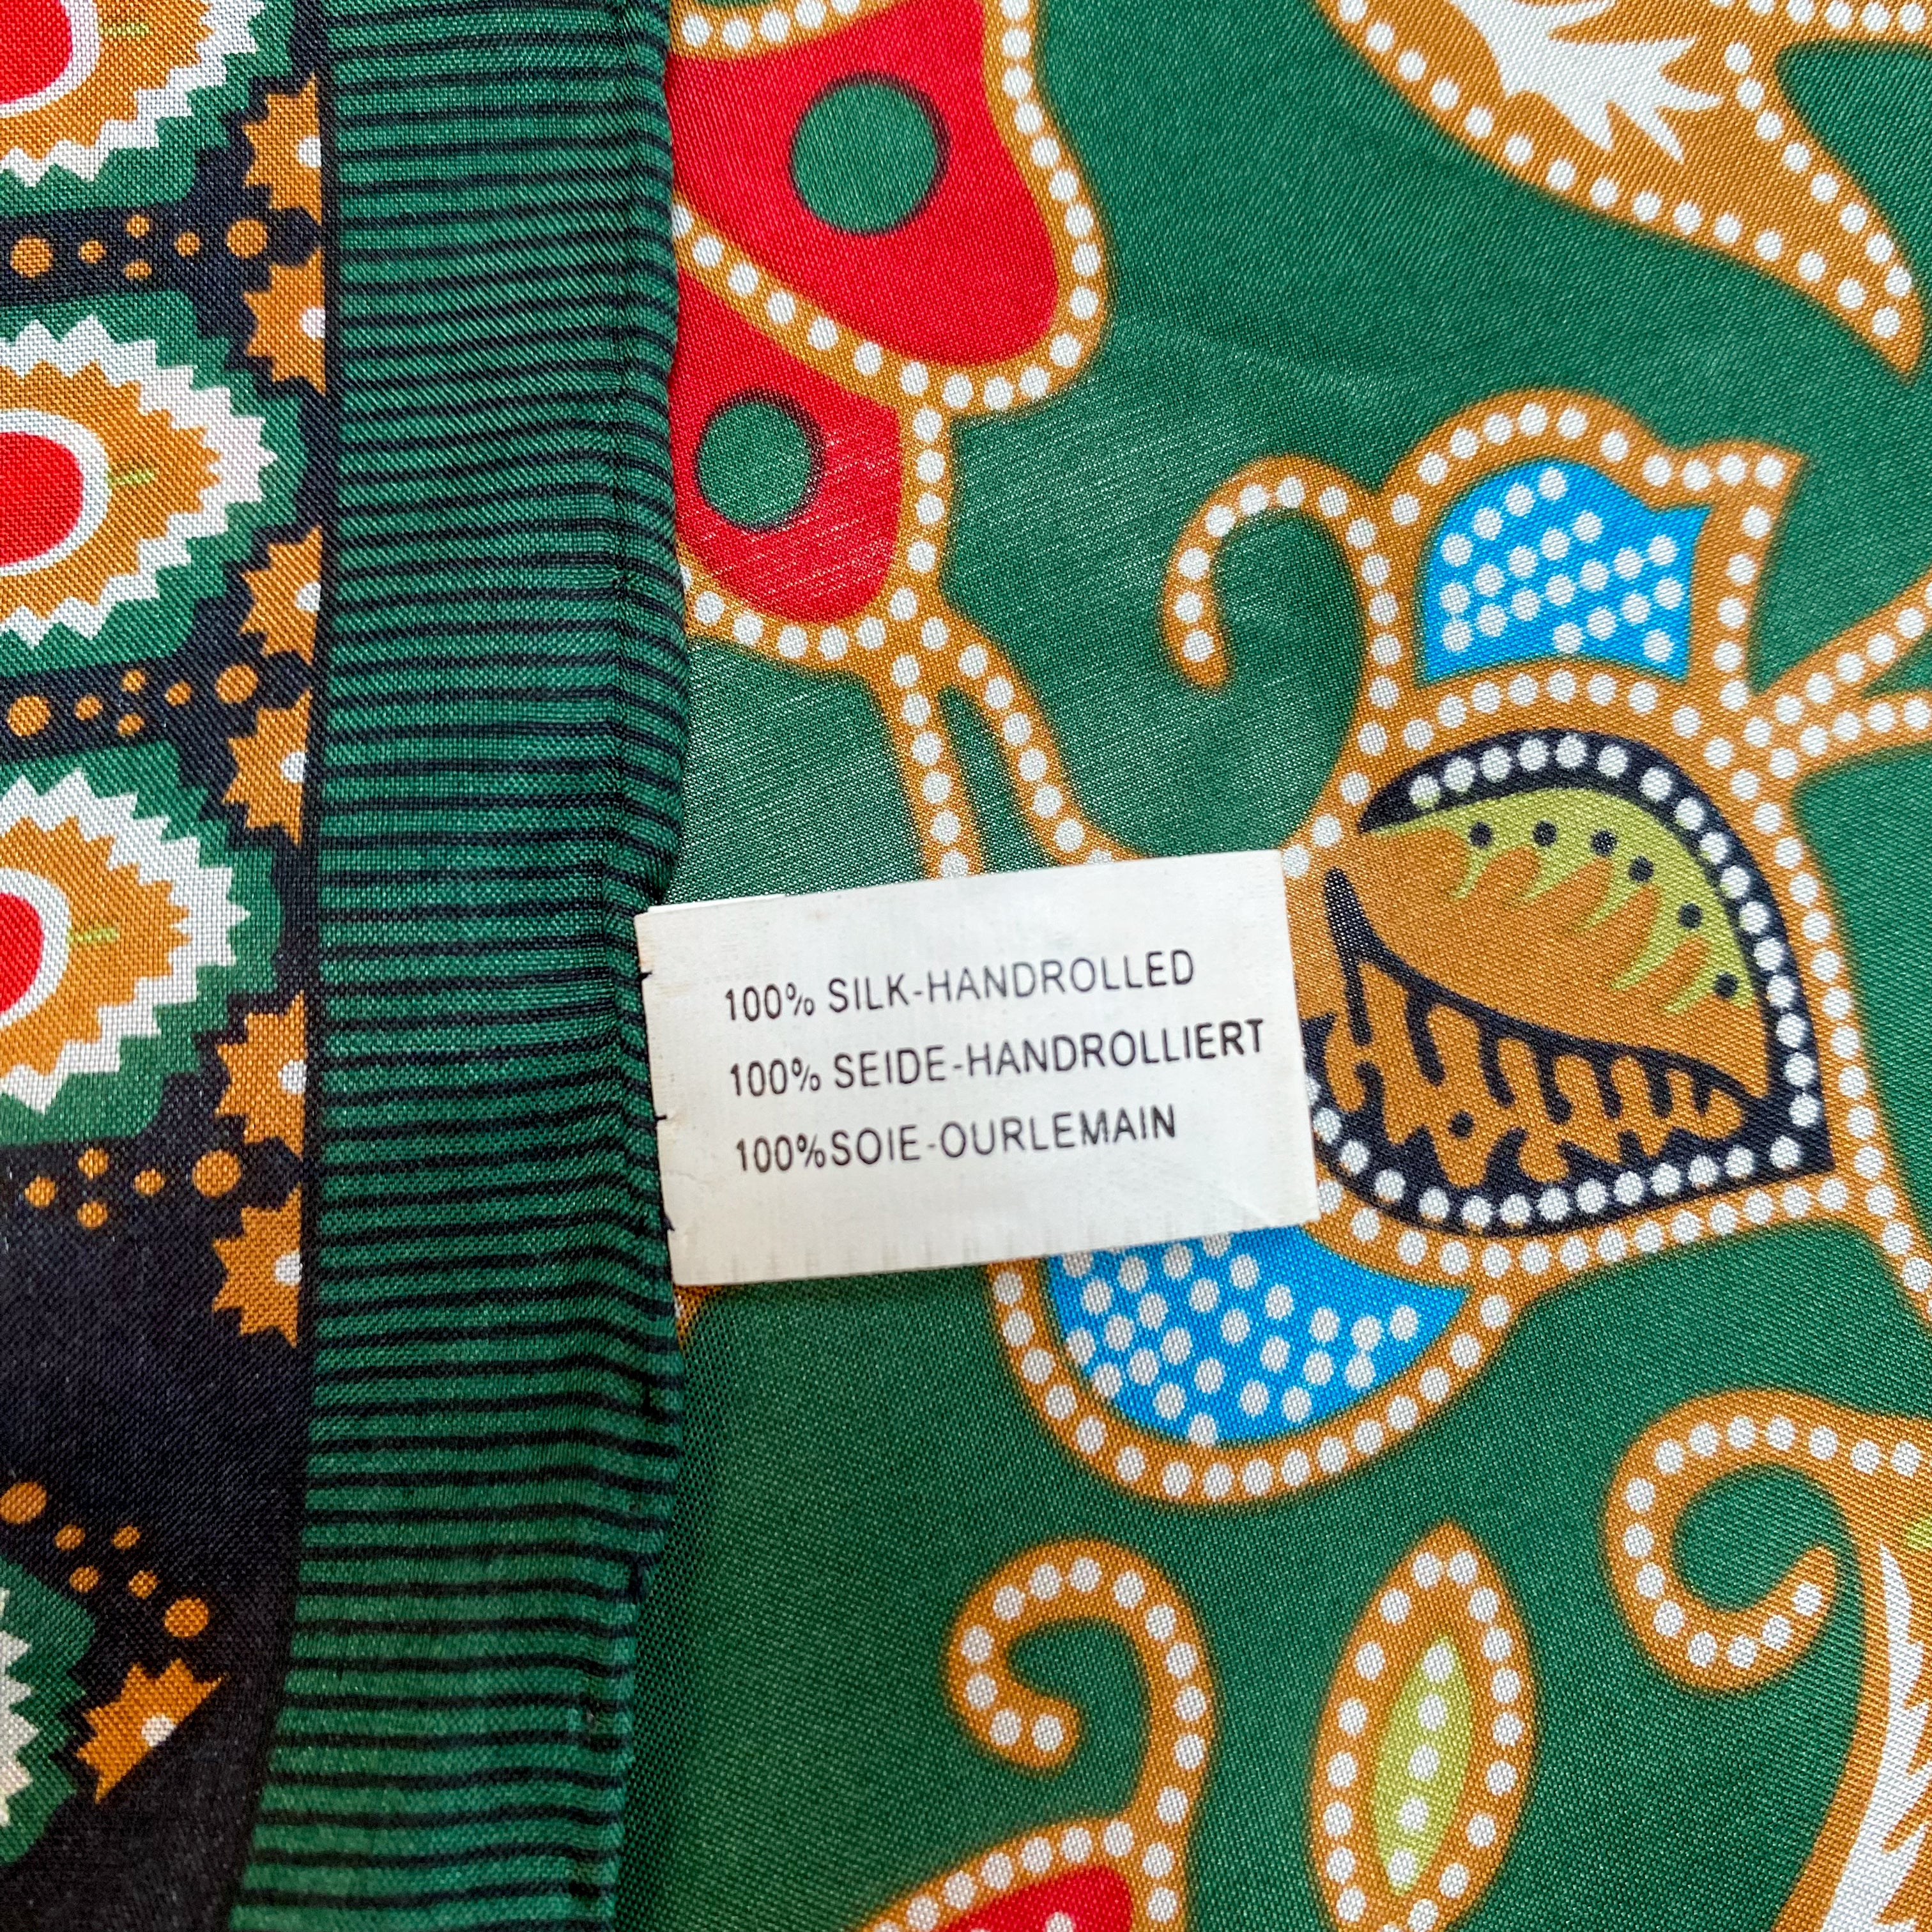 100% SILK-HANDROLLED
100% SEIDE-HANDROLLIERT
100%SOIE-OURLEMAIN